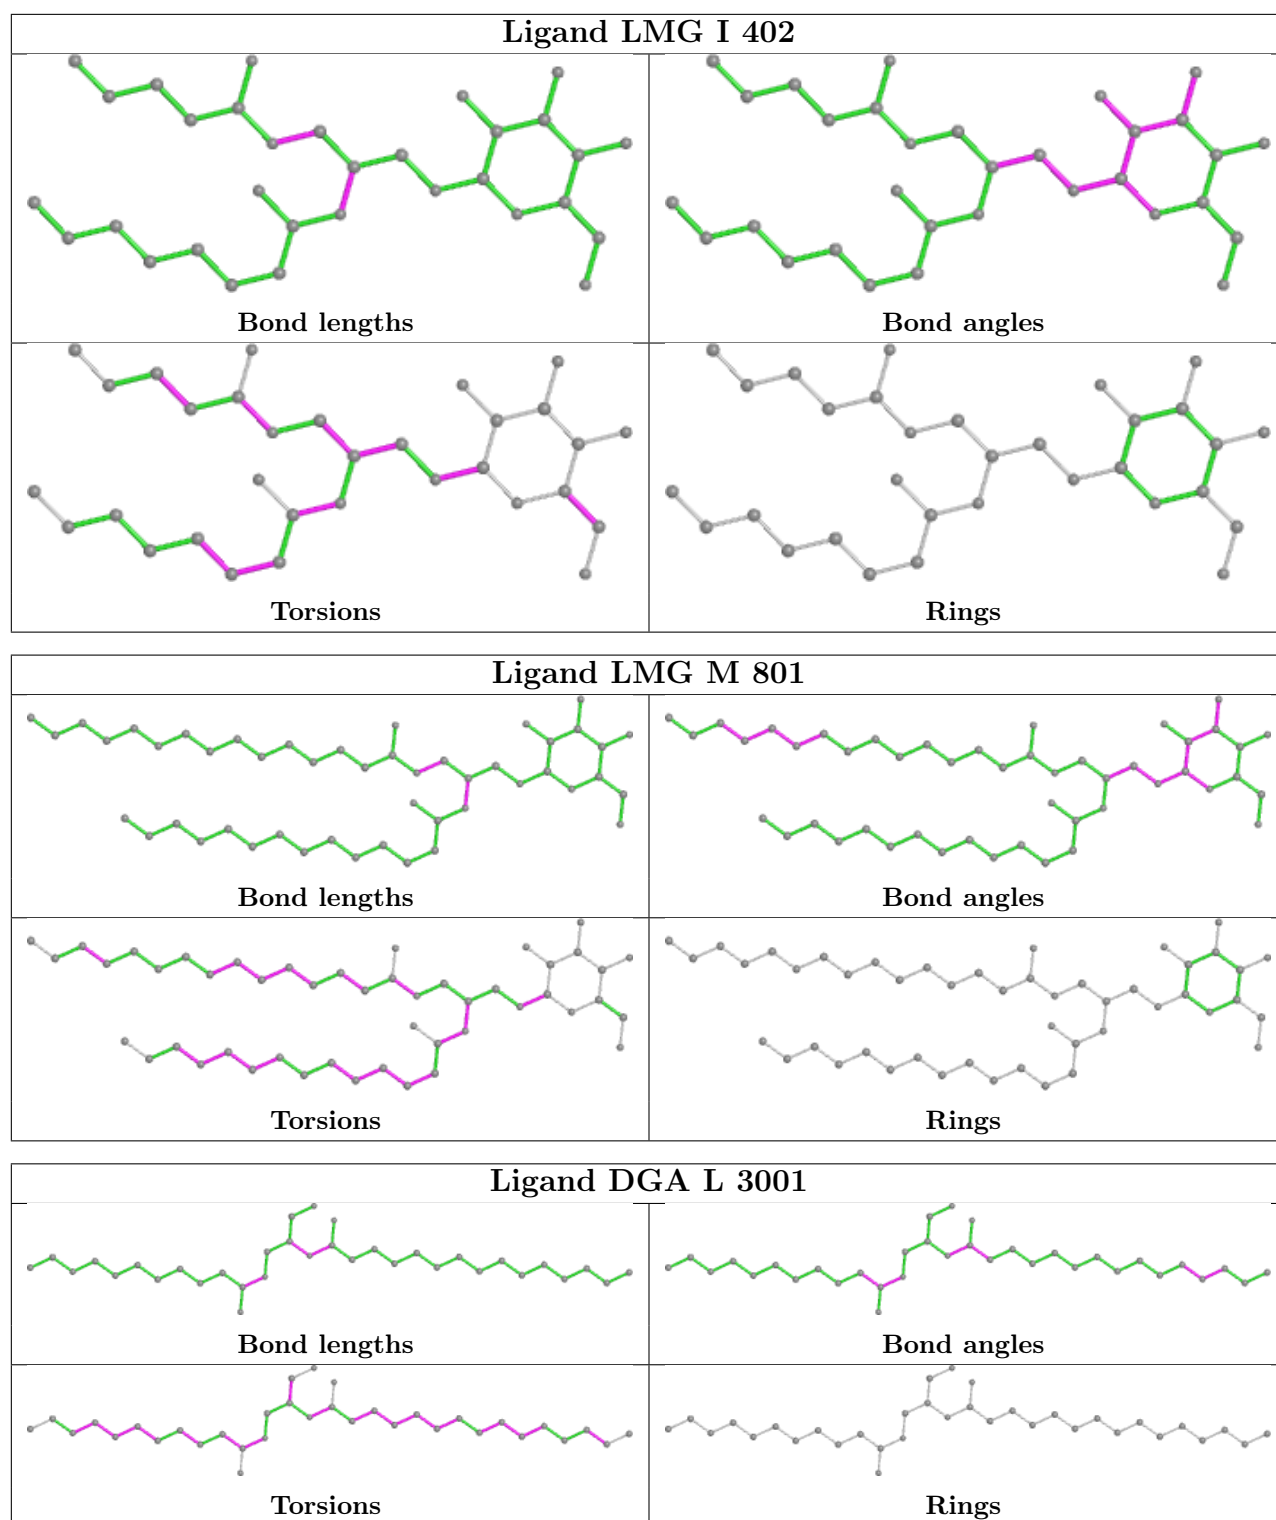 Ligand LMG I 402
Bond lengths
Bond angles
Torsions
Rings
Ligand LMG M 801
Bond lengths
Bond angles
Torsions
Rings
Ligand DGA L 3001
Bond lengths
Bond angles
Torsions
Rings